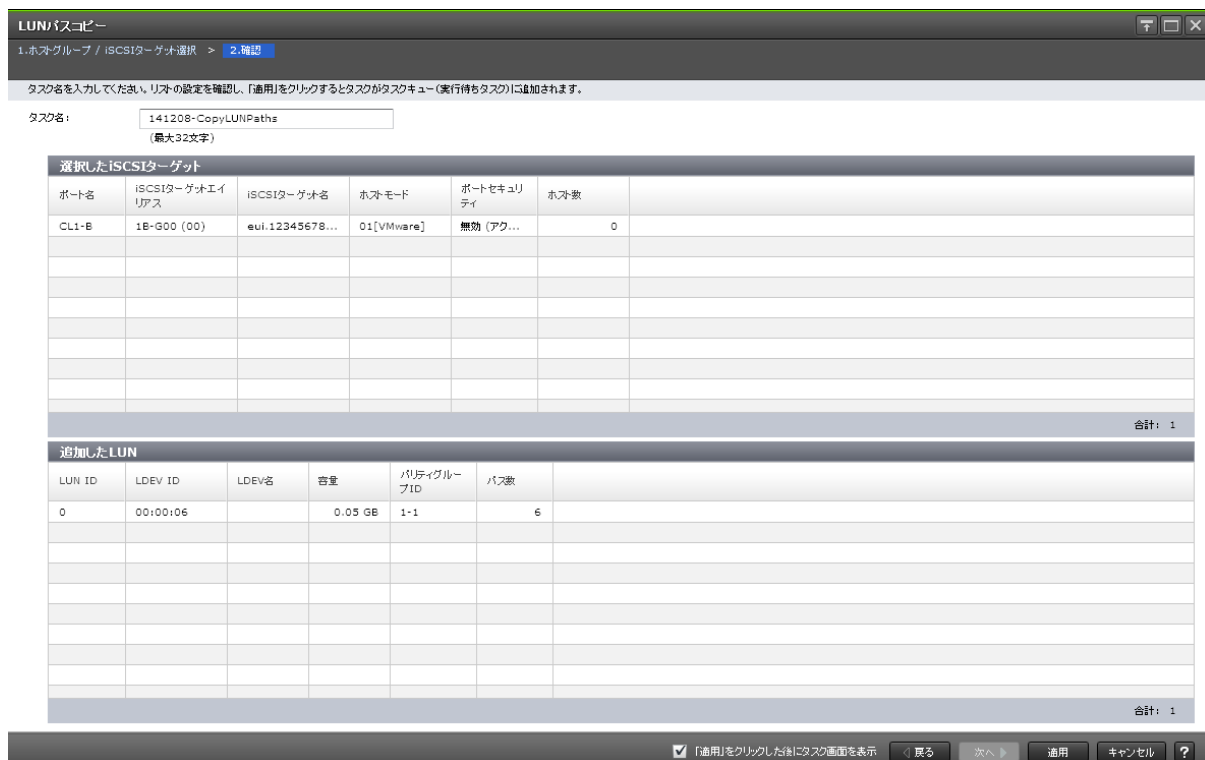 LUNパスコピー
1.ホストグループ / iSCSIターゲット選択 > 2.確認
タスク名を入力してください。リストの設定を確認し、「適用」をクリックするとタスクがタスクキュー(実行待ちタスク)に追加されます。
タスク名: 141208-CopyLUNPaths
(最大32文字)
選択したiSCSIターゲット
ポート名 iSCSIターゲットエイリアス iSCSIターゲット名 ホストモード ポートセキュリティ ホスト数
CL1-B 1B-G00 (00) eui.12345678... 01[VMware] 無効 (アク... 0
合計: 1
追加したLUN
LUN ID LDEV ID LDEV名 容量 パリティグループID パス数
0 00:00:06 0.05 GB 1-1 6
合計: 1
「適用」をクリックした後にタスク画面を表示 戻る 次へ 適用 キャンセル ?